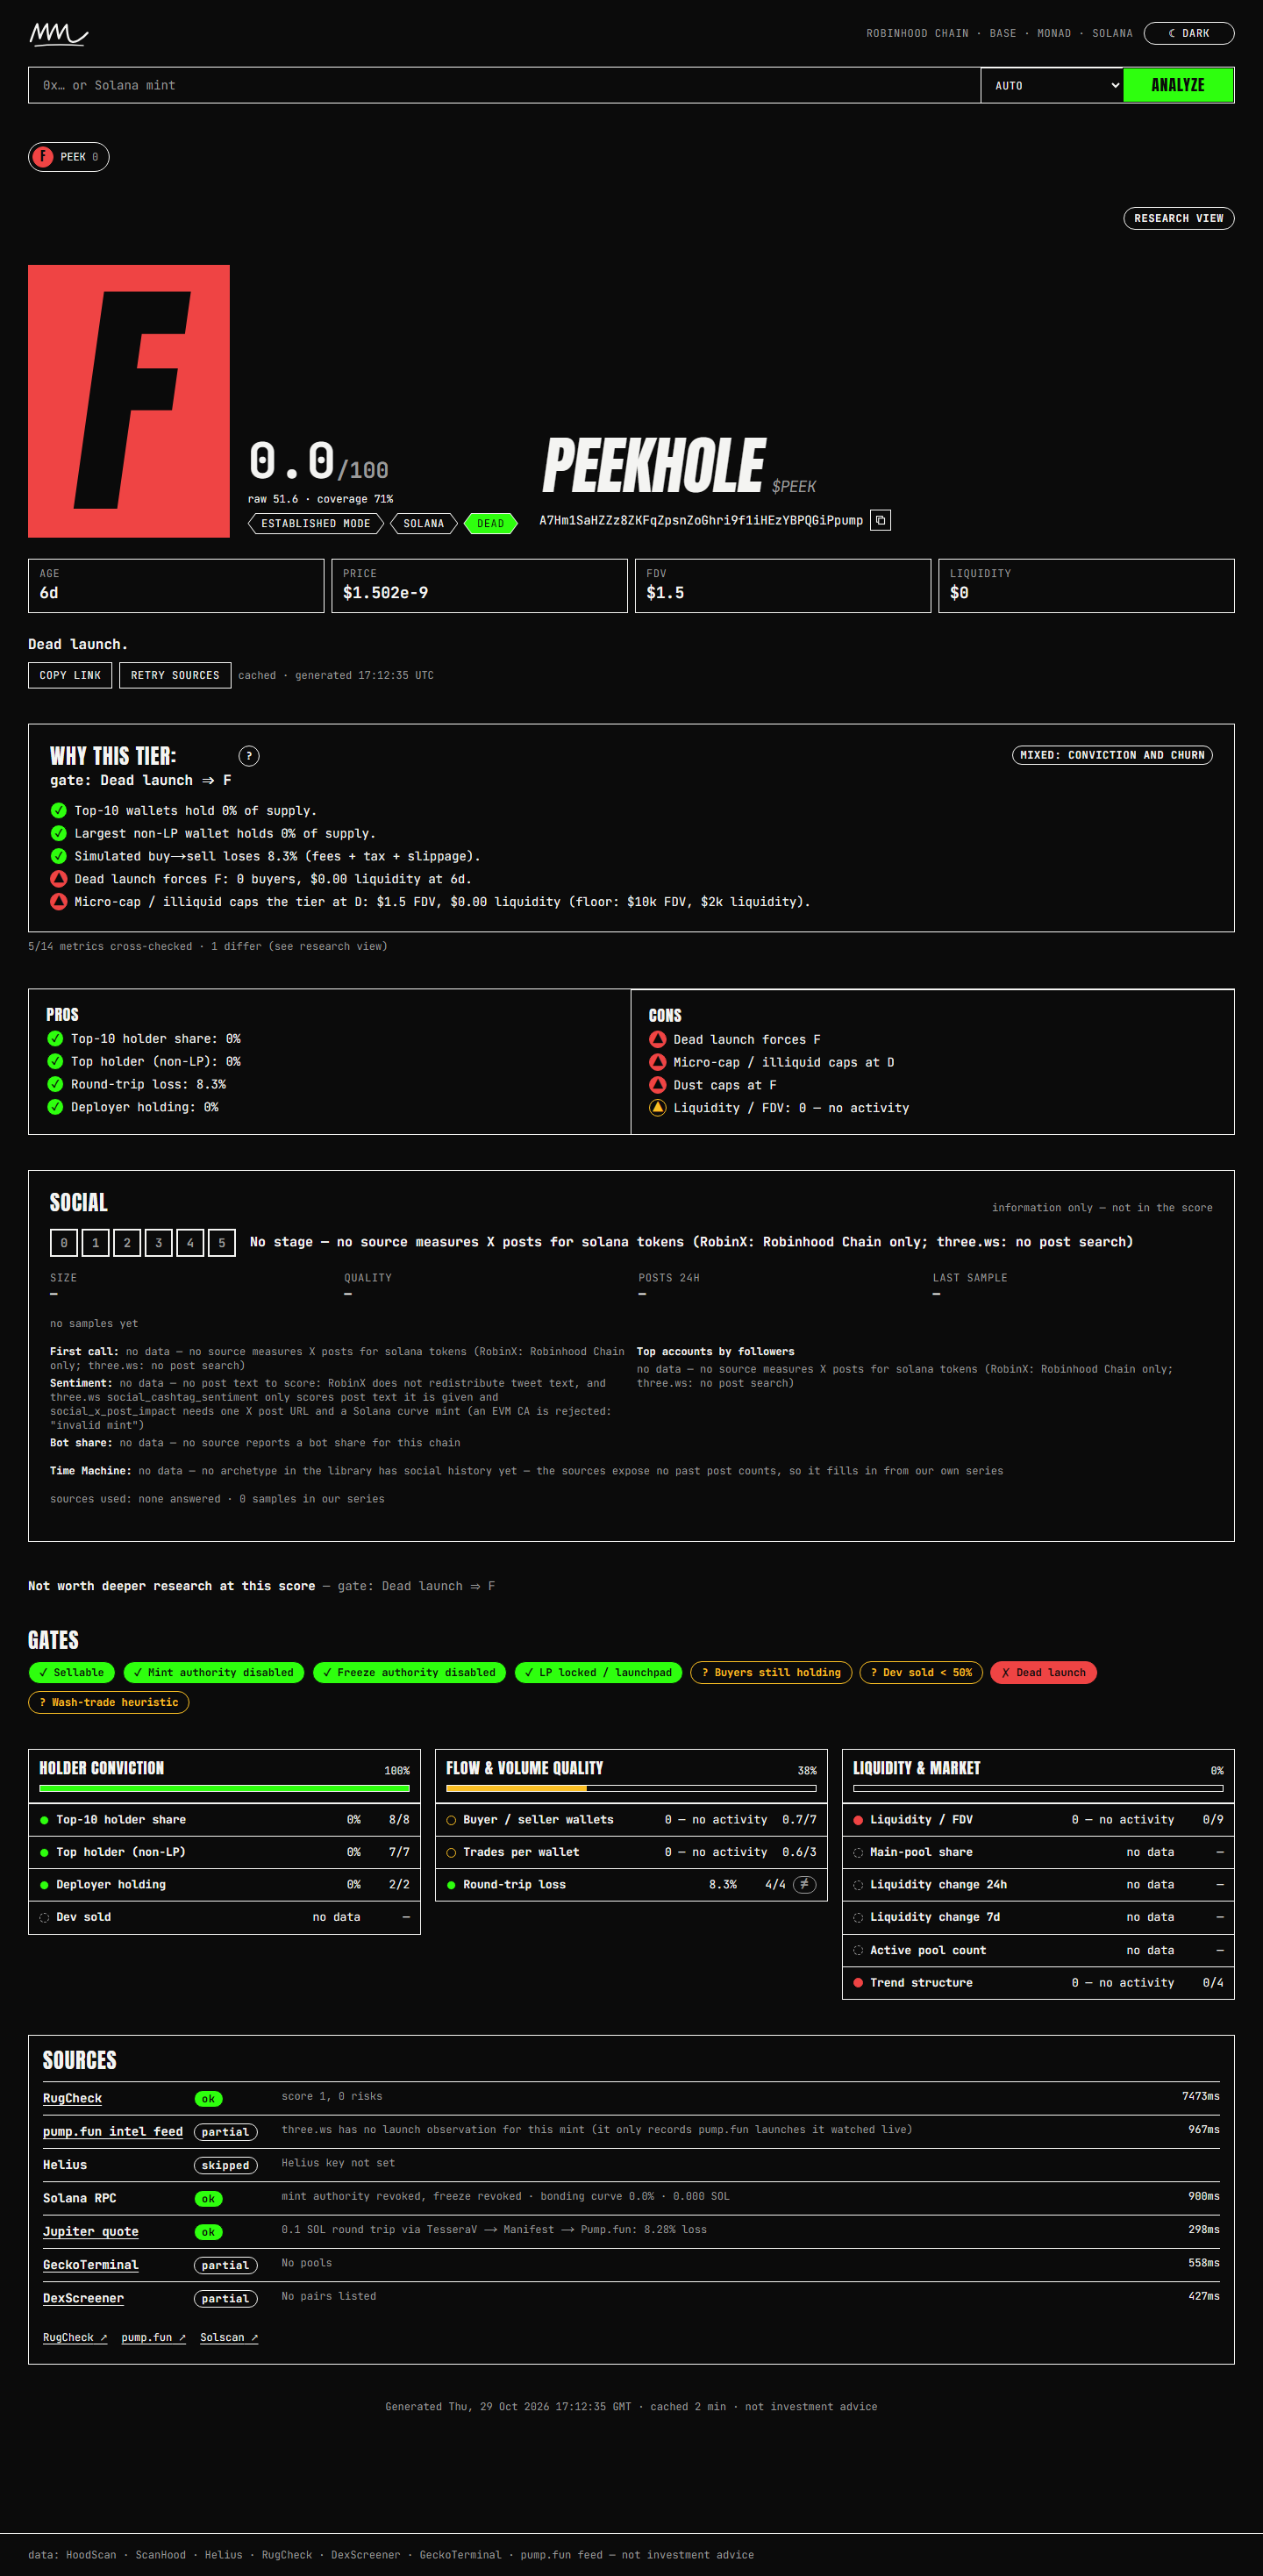 ROBINHOOD CHAIN · BASE · MONAD · SOLANA
☾ DARK
0x… or Solana mint
AUTO
ANALYZE
F PEEK 0
RESEARCH VIEW
F
0.0/100
raw 51.6 · coverage 71%
ESTABLISHED MODE
SOLANA
DEAD
PEEKHOLE $PEEK
A7Hm1SaHZZz8ZKFqZpsnZoGhri9f1iHEzYBPQGiPpump
AGE
6d
PRICE
$1.502e-9
FDV
$1.5
LIQUIDITY
$0
Dead launch.
COPY LINK
RETRY SOURCES
cached · generated 17:12:35 UTC
WHY THIS TIER:
?
MIXED: CONVICTION AND CHURN
gate: Dead launch ⇒ F
✓ Top-10 wallets hold 0% of supply.
✓ Largest non-LP wallet holds 0% of supply.
✓ Simulated buy⟶sell loses 8.3% (fees + tax + slippage).
▲ Dead launch forces F: 0 buyers, $0.00 liquidity at 6d.
▲ Micro-cap / illiquid caps the tier at D: $1.5 FDV, $0.00 liquidity (floor: $10k FDV, $2k liquidity).
5/14 metrics cross-checked · 1 differ (see research view)
PROS
✓ Top-10 holder share: 0%
✓ Top holder (non-LP): 0%
✓ Round-trip loss: 8.3%
✓ Deployer holding: 0%
CONS
▲ Dead launch forces F
▲ Micro-cap / illiquid caps at D
▲ Dust caps at F
▲ Liquidity / FDV: 0 — no activity
SOCIAL
information only — not in the score
0 1 2 3 4 5
No stage — no source measures X posts for solana tokens (RobinX: Robinhood Chain only; three.ws: no post search)
SIZE
—
QUALITY
—
POSTS 24H
—
LAST SAMPLE
—
no samples yet
First call: no data — no source measures X posts for solana tokens (RobinX: Robinhood Chain
only; three.ws: no post search)
Sentiment: no data — no post text to score: RobinX does not redistribute tweet text, and
three.ws social_cashtag_sentiment only scores post text it is given and
social_x_post_impact needs one X post URL and a Solana curve mint (an EVM CA is rejected:
"invalid mint")
Bot share: no data — no source reports a bot share for this chain
Top accounts by followers
no data — no source measures X posts for solana tokens (RobinX: Robinhood Chain only;
three.ws: no post search)
Time Machine: no data — no archetype in the library has social history yet — the sources expose no past post counts, so it fills in from our own series
sources used: none answered · 0 samples in our series
Not worth deeper research at this score — gate: Dead launch ⇒ F
GATES
✓ Sellable
✓ Mint authority disabled
✓ Freeze authority disabled
✓ LP locked / launchpad
? Buyers still holding
? Dev sold < 50%
✗ Dead launch
? Wash-trade heuristic
HOLDER CONVICTION 100%
Top-10 holder share 0% 8/8
Top holder (non-LP) 0% 7/7
Deployer holding 0% 2/2
Dev sold no data —
FLOW & VOLUME QUALITY 38%
Buyer / seller wallets 0 — no activity 0.7/7
Trades per wallet 0 — no activity 0.6/3
Round-trip loss 8.3% 4/4 ≠
LIQUIDITY & MARKET 0%
Liquidity / FDV 0 — no activity 0/9
Main-pool share no data —
Liquidity change 24h no data —
Liquidity change 7d no data —
Active pool count no data —
Trend structure 0 — no activity 0/4
SOURCES
RugCheck ok score 1, 0 risks 7473ms
pump.fun intel feed partial three.ws has no launch observation for this mint (it only records pump.fun launches it watched live) 967ms
Helius skipped Helius key not set
Solana RPC ok mint authority revoked, freeze revoked · bonding curve 0.0% · 0.000 SOL 900ms
Jupiter quote ok 0.1 SOL round trip via TesseraV ⟶ Manifest ⟶ Pump.fun: 8.28% loss 298ms
GeckoTerminal partial No pools 558ms
DexScreener partial No pairs listed 427ms
RugCheck ↗ pump.fun ↗ Solscan ↗
Generated Thu, 29 Oct 2026 17:12:35 GMT · cached 2 min · not investment advice
data: HoodScan · ScanHood · Helius · RugCheck · DexScreener · GeckoTerminal · pump.fun feed — not investment advice